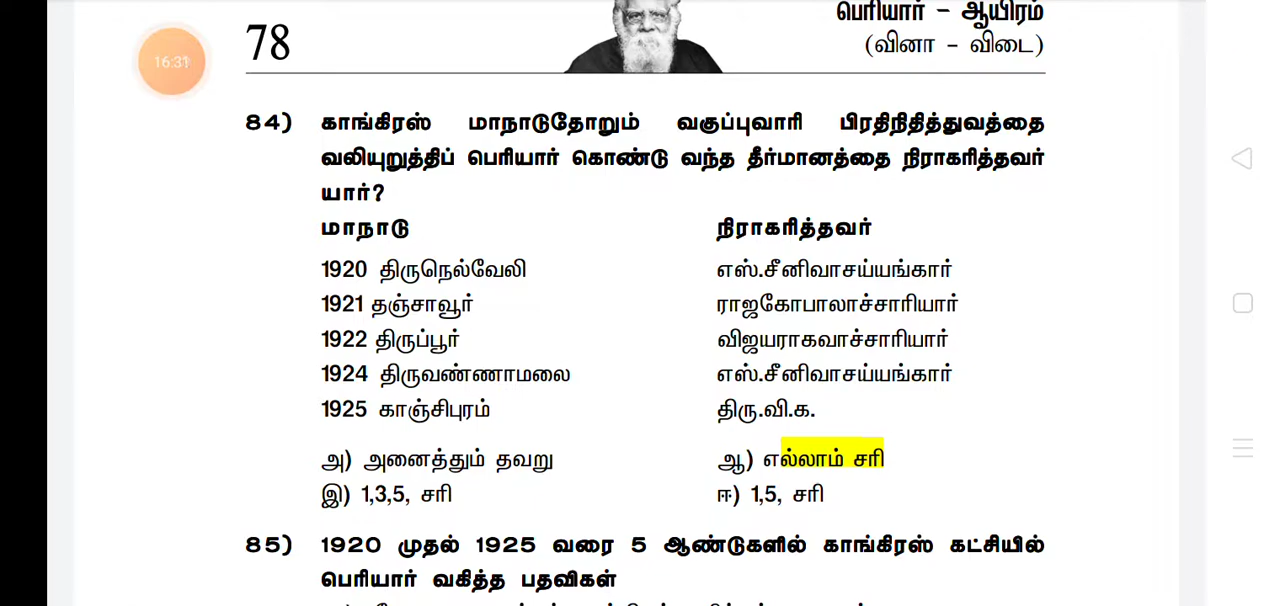 பெரியார் – ஆயிரம்
16:31
78
(வினா – விடை)
84) காங்கிரஸ் மாநாடுதோறும் வகுப்புவாரி பிரதிநிதித்துவத்தை
வலியுறுத்திப் பெரியார் கொண்டு வந்த தீர்மானத்தை நிராகரித்தவர்
யார்?
மாநாடு நிராகரித்தவர்
1920 திருநெல்வேலி எஸ்.சீனிவாசய்யங்கார்
1921 தஞ்சாவூர் ராஜகோபாலாச்சாரியார்
1922 திருப்பூர் விஜயராகவாச்சாரியார்
1924 திருவண்ணாமலை எஸ்.சீனிவாசய்யங்கார்
1925 காஞ்சிபுரம் திரு.வி.க.
அ) அனைத்தும் தவறு ஆ) எல்லாம் சரி
இ) 1,3,5, சரி ஈ) 1,5, சரி
85) 1920 முதல் 1925 வரை 5 ஆண்டுகளில் காங்கிரஸ் கட்சியில்
பெரியார் வகித்த பதவிகள்